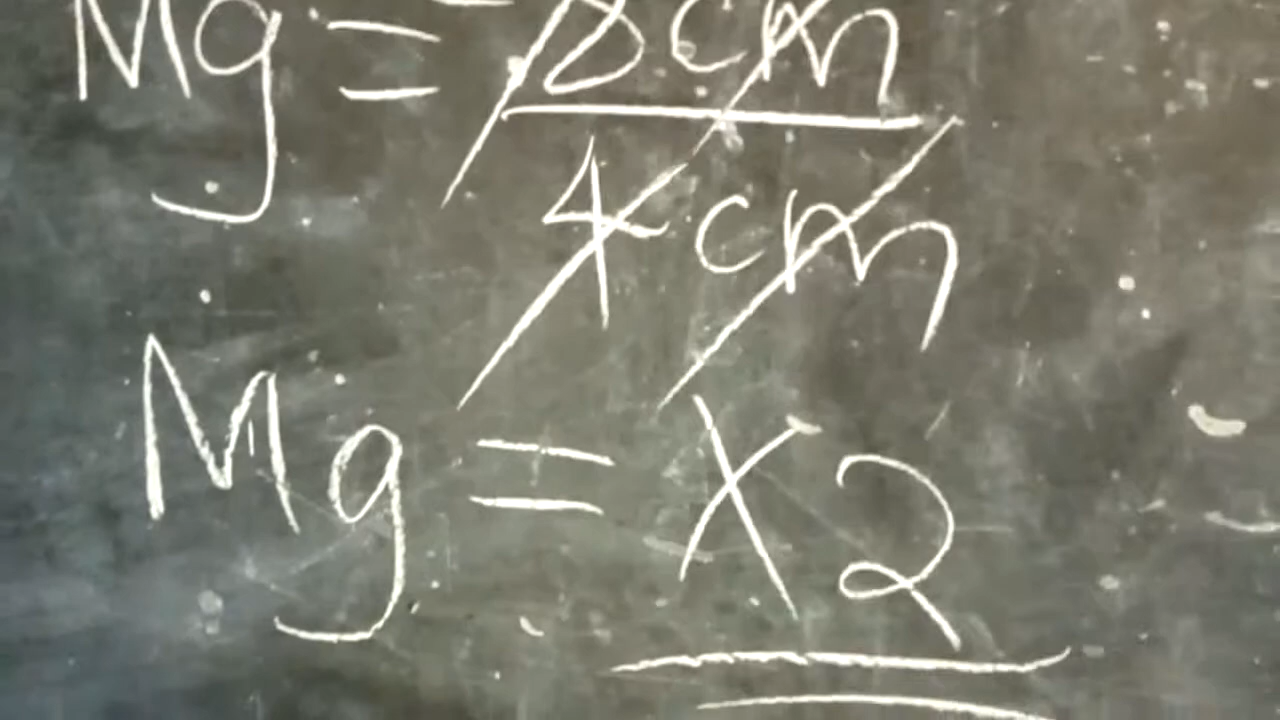 Mg = 8cm
4cm
Mg = X2